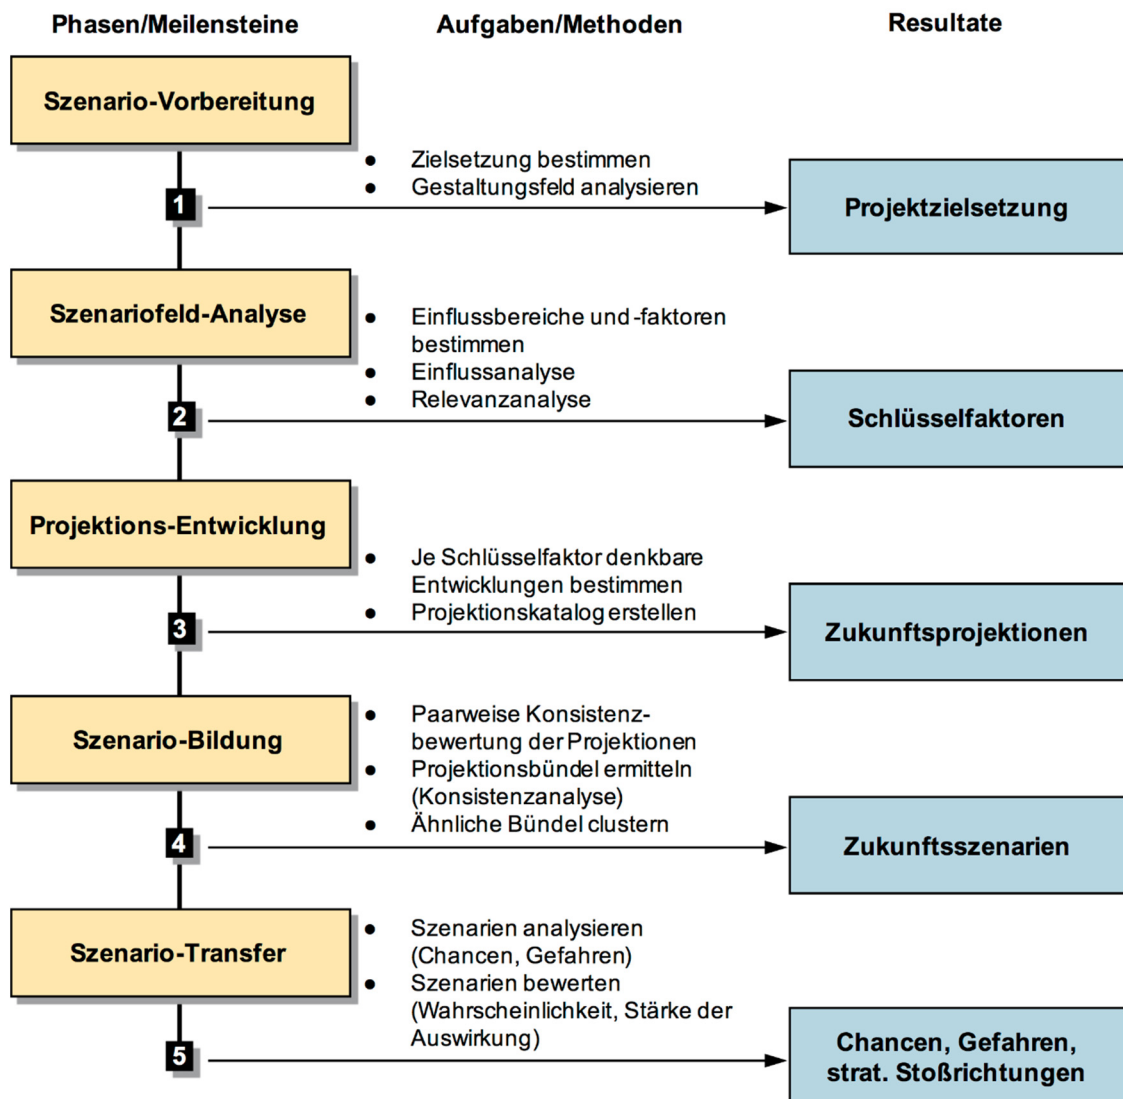 Phasen/Meilensteine
Aufgaben/Methoden
Resultate
Szenario-Vorbereitung
● Zielsetzung bestimmen
● Gestaltungsfeld analysieren
1
Projektzielsetzung
Szenariofeld-Analyse
● Einflussbereiche und -faktoren
bestimmen
● Einflussanalyse
● Relevanzanalyse
2
Schlüsselfaktoren
Projektions-Entwicklung
● Je Schlüsselfaktor denkbare
Entwicklungen bestimmen
● Projektionskatalog erstellen
3
Zukunftsprojektionen
Szenario-Bildung
● Paarweise Konsistenz-
bewertung der Projektionen
● Projektionsbündel ermitteln
(Konsistenzanalyse)
● Ähnliche Bündel clustern
4
Zukunftsszenarien
Szenario-Transfer
● Szenarien analysieren
(Chancen, Gefahren)
● Szenarien bewerten
(Wahrscheinlichkeit, Stärke der
Auswirkung)
5
Chancen, Gefahren,
strat. Stoßrichtungen